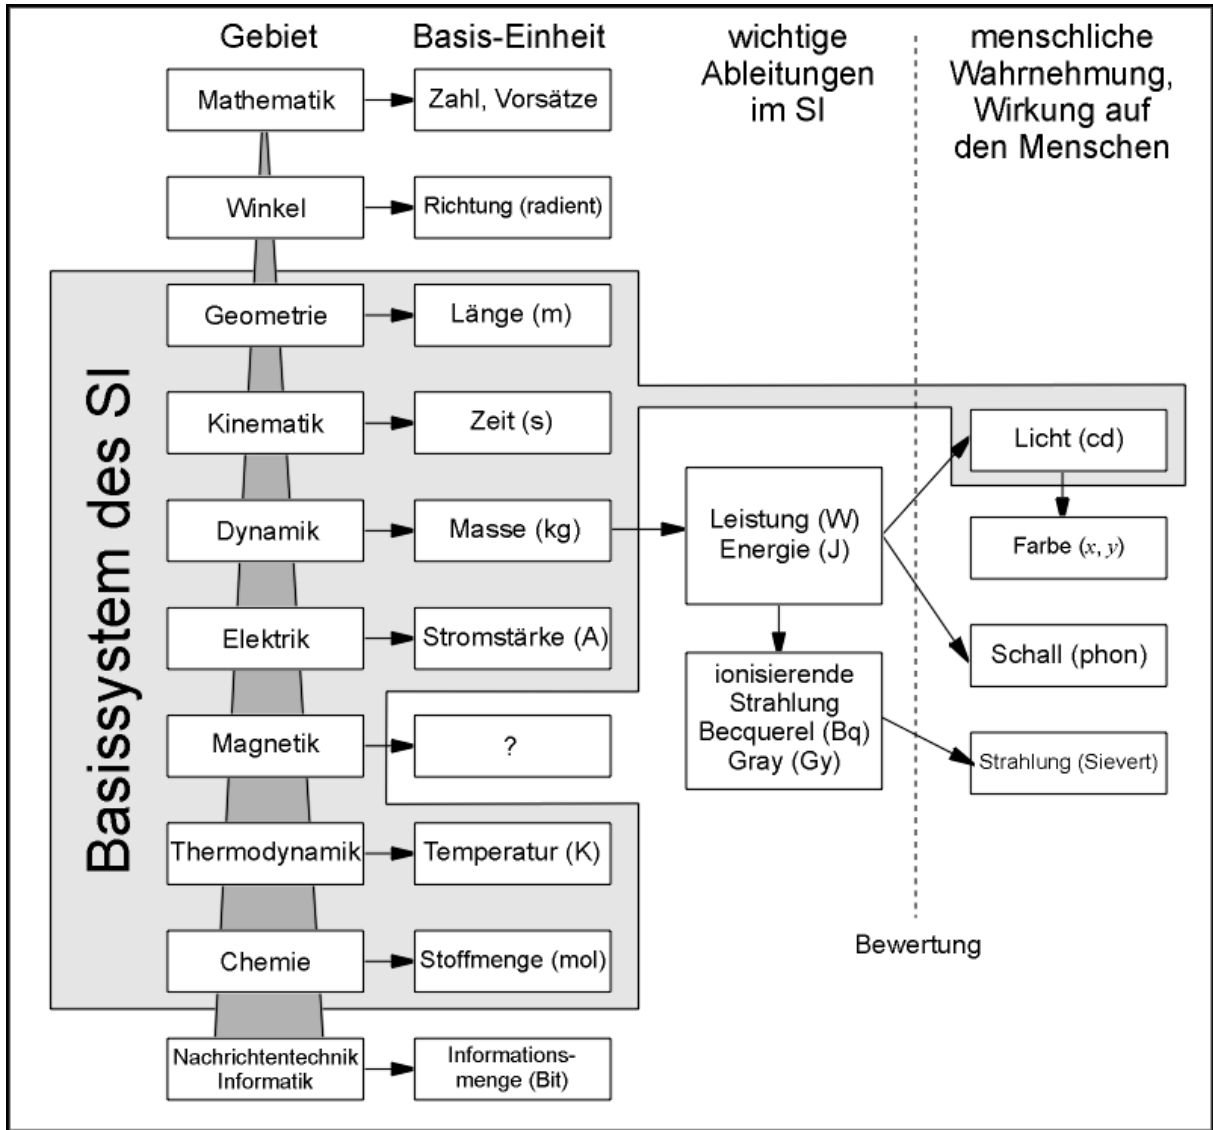 Gebiet
Basis-Einheit
wichtige
Ableitungen
im SI
menschliche
Wahrnehmung,
Wirkung auf
den Menschen
Mathematik
Zahl, Vorsätze
Winkel
Richtung (radient)
Basissystem des SI
Geometrie
Länge (m)
Kinematik
Zeit (s)
Licht (cd)
Dynamik
Masse (kg)
Leistung (W)
Energie (J)
Farbe (x, y)
Elektrik
Stromstärke (A)
Schall (phon)
ionisierende
Strahlung
Becquerel (Bq)
Gray (Gy)
Magnetik
?
Strahlung (Sievert)
Thermodynamik
Temperatur (K)
Chemie
Stoffmenge (mol)
Bewertung
Nachrichtentechnik
Informatik
Informations-
menge (Bit)